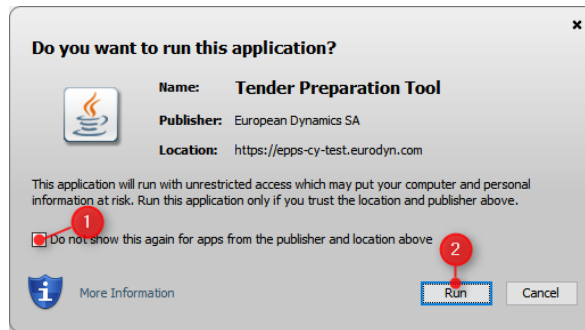 Do you want to run this application?
Name: Tender Preparation Tool
Publisher: European Dynamics SA
Location: https://epps-cy-test.eurodyn.com
This application will run with unrestricted access which may put your computer and personal
information at risk. Run this application only if you trust the location and publisher above.
1
Do not show this again for apps from the publisher and location above
2
More Information
Run
Cancel